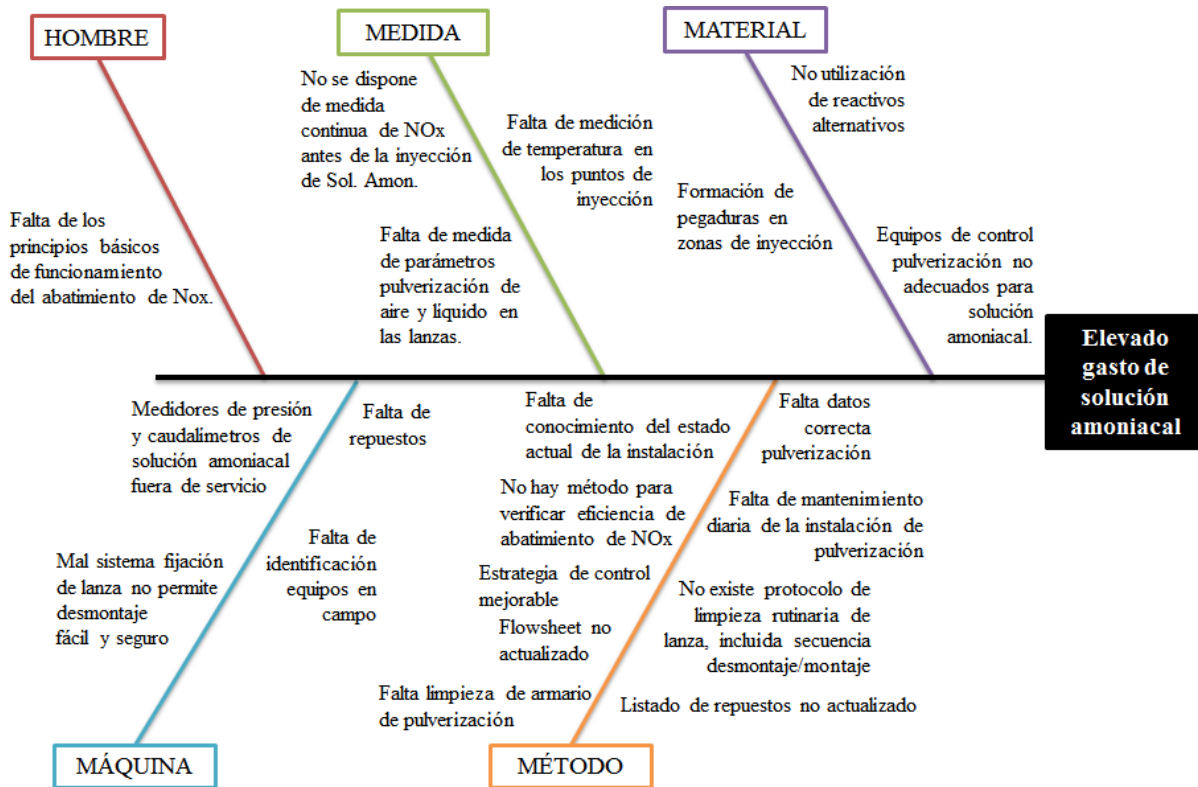 HOMBRE
MEDIDA
MATERIAL
No se dispone
de medida
continua de NOx
antes de la inyección
de Sol. Amon.
Falta de medición
de temperatura en
los puntos de
inyección
No utilización
de reactivos
alternativos
Formación de
pegaduras en
zonas de inyección
Falta de los
principios básicos
de funcionamiento
del abatimiento de Nox.
Falta de medida
de parámetros
pulverización de
aire y líquido en
las lanzas.
Equipos de control
pulverización no
adecuados para
solución
amoniacal.
Elevado
gasto de
solución
amoniacal
Medidores de presión
y caudalímetros de
solución amoniacal
fuera de servicio
Falta de
repuestos
Falta de
conocimiento del estado
actual de la instalación
Falta datos
correcta
pulverización
No hay método para
verificar eficiencia de
abatimiento de NOx
Falta de mantenimiento
diaria de la instalación de
pulverización
Mal sistema fijación
de lanza no permite
desmontaje
fácil y seguro
Falta de
identificación
equipos en
campo
Estrategia de control
mejorable
Flowsheet no
actualizado
No existe protocolo de
limpieza rutinaria de
lanza, incluida secuencia
desmontaje/montaje
Falta limpieza de armario
de pulverización
Listado de repuestos no actualizado
MÁQUINA
MÉTODO